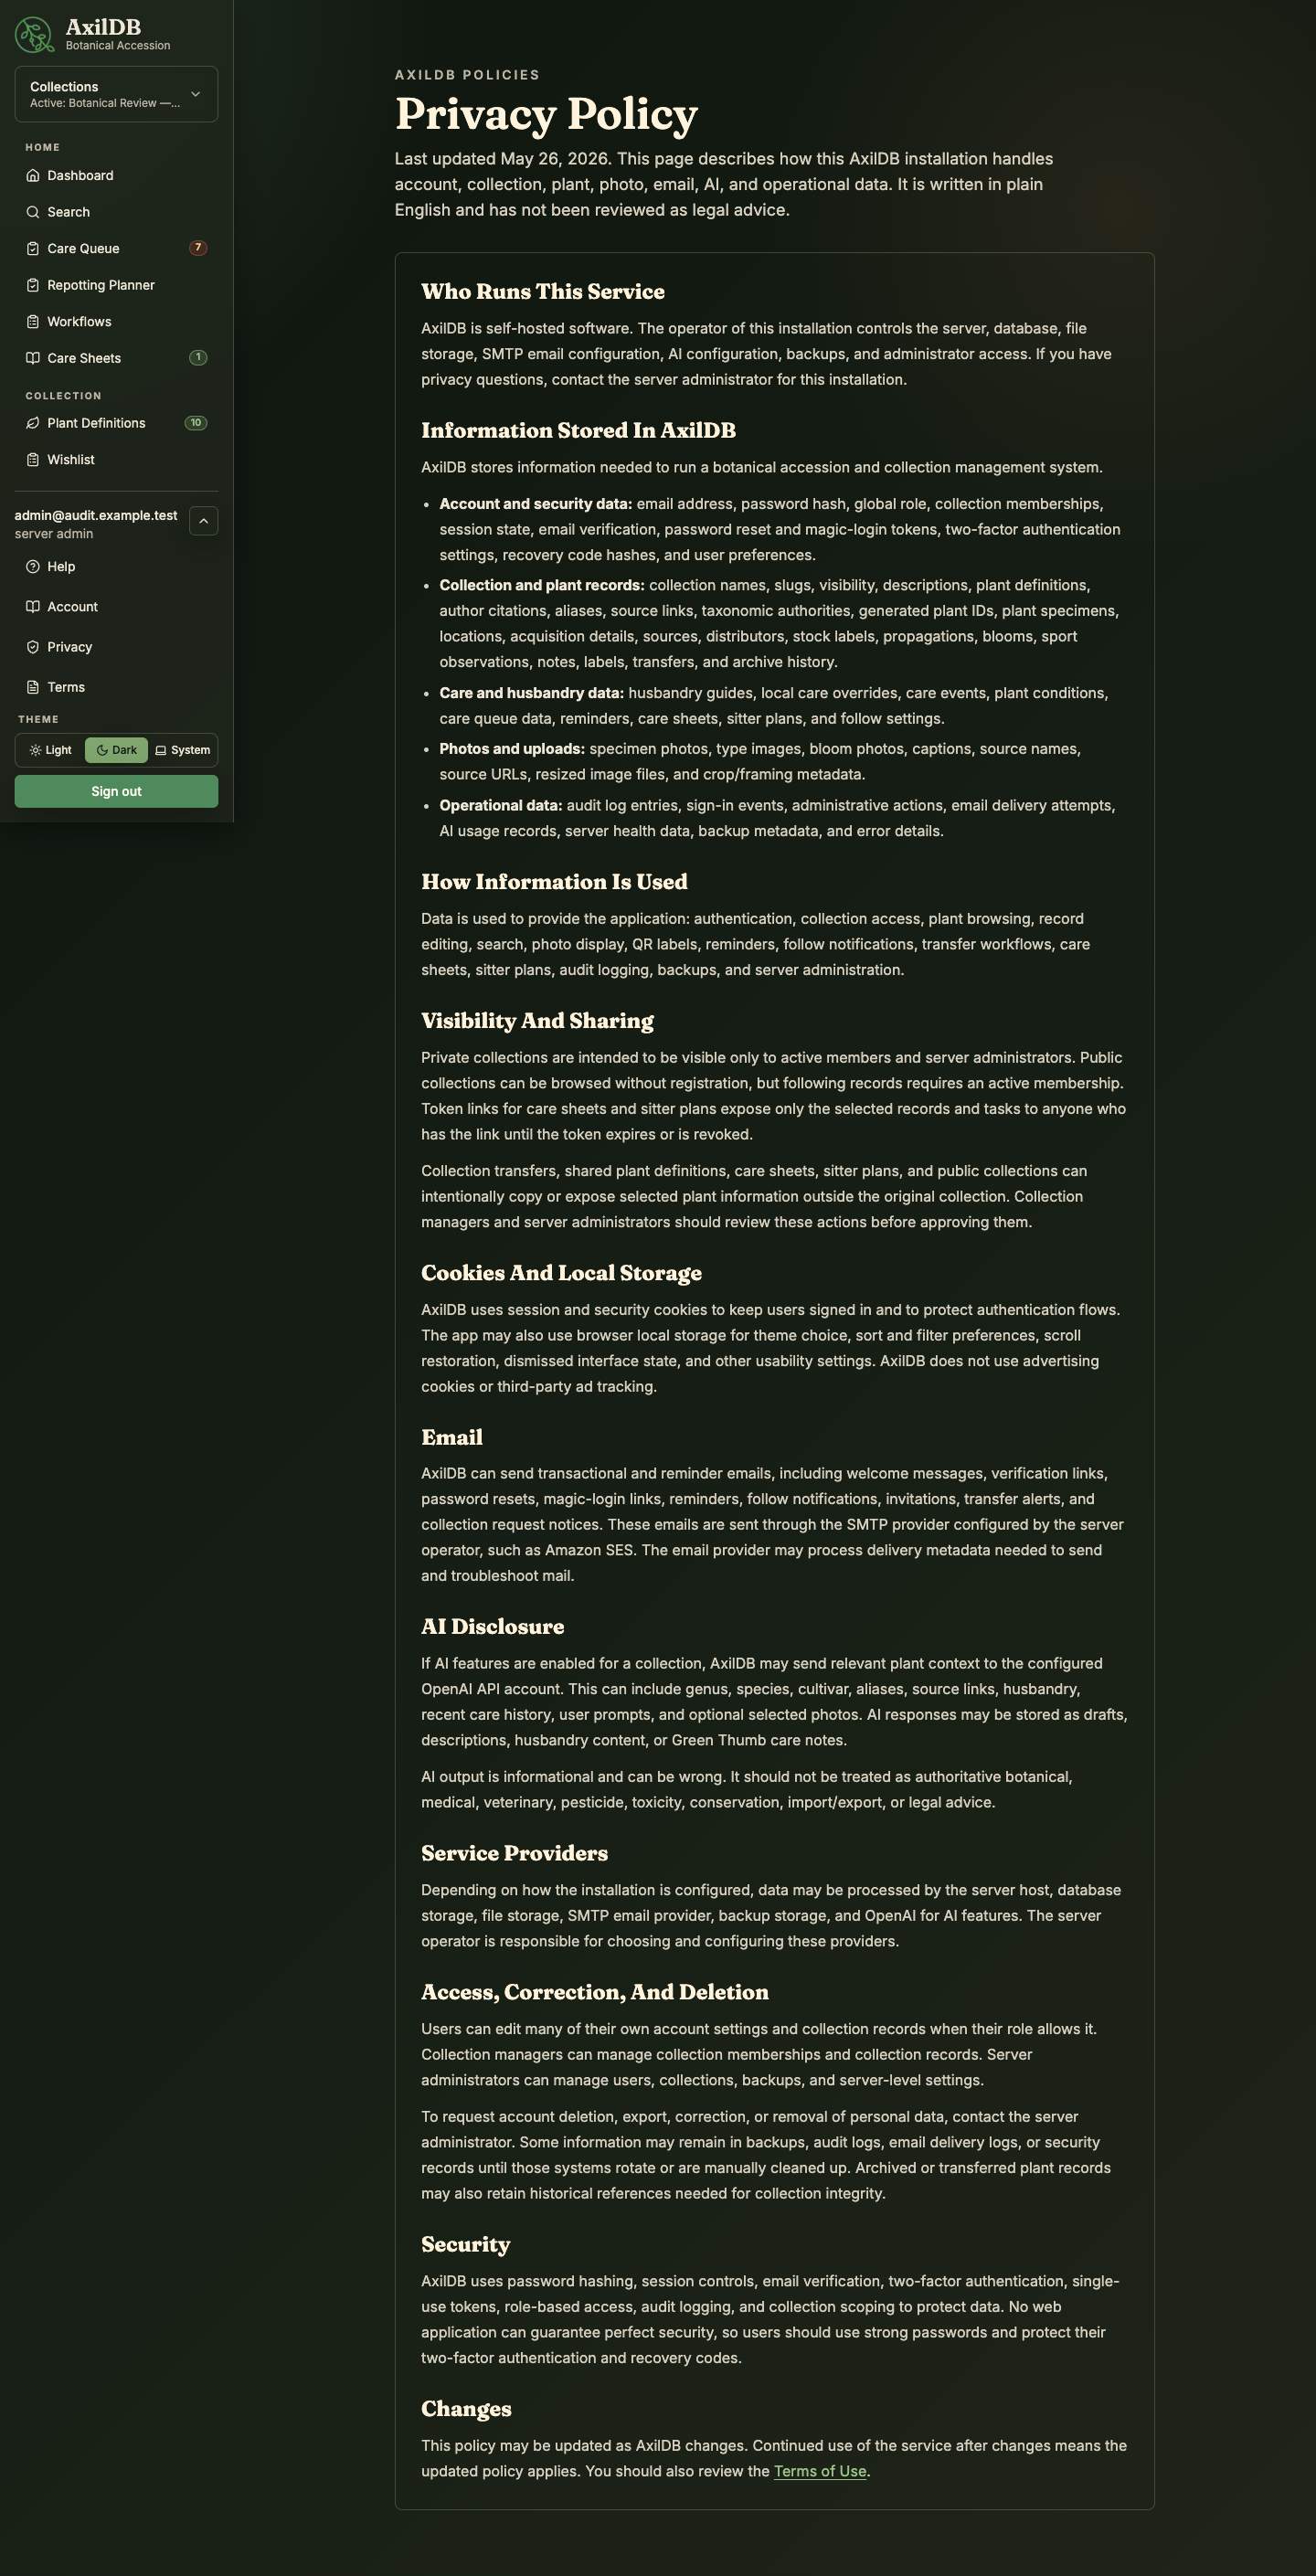 AxilDB
Botanical Accession
Collections
Active: Botanical Review —...
HOME
Dashboard
Search
Care Queue 7
Repotting Planner
Workflows
Care Sheets 1
COLLECTION
Plant Definitions 10
Wishlist
admin@audit.example.test
server admin
Help
Account
Privacy
Terms
THEME
Light Dark System
Sign out
AXILDB POLICIES
Privacy Policy
Last updated May 26, 2026. This page describes how this AxilDB installation handles
account, collection, plant, photo, email, AI, and operational data. It is written in plain
English and has not been reviewed as legal advice.
Who Runs This Service
AxilDB is self-hosted software. The operator of this installation controls the server, database, file
storage, SMTP email configuration, AI configuration, backups, and administrator access. If you have
privacy questions, contact the server administrator for this installation.
Information Stored In AxilDB
AxilDB stores information needed to run a botanical accession and collection management system.
• Account and security data: email address, password hash, global role, collection memberships,
session state, email verification, password reset and magic-login tokens, two-factor authentication
settings, recovery code hashes, and user preferences.
• Collection and plant records: collection names, slugs, visibility, descriptions, plant definitions,
author citations, aliases, source links, taxonomic authorities, generated plant IDs, plant specimens,
locations, acquisition details, sources, distributors, stock labels, propagations, blooms, sport
observations, notes, labels, transfers, and archive history.
• Care and husbandry data: husbandry guides, local care overrides, care events, plant conditions,
care queue data, reminders, care sheets, sitter plans, and follow settings.
• Photos and uploads: specimen photos, type images, bloom photos, captions, source names,
source URLs, resized image files, and crop/framing metadata.
• Operational data: audit log entries, sign-in events, administrative actions, email delivery attempts,
AI usage records, server health data, backup metadata, and error details.
How Information Is Used
Data is used to provide the application: authentication, collection access, plant browsing, record
editing, search, photo display, QR labels, reminders, follow notifications, transfer workflows, care
sheets, sitter plans, audit logging, backups, and server administration.
Visibility And Sharing
Private collections are intended to be visible only to active members and server administrators. Public
collections can be browsed without registration, but following records requires an active membership.
Token links for care sheets and sitter plans expose only the selected records and tasks to anyone who
has the link until the token expires or is revoked.
Collection transfers, shared plant definitions, care sheets, sitter plans, and public collections can
intentionally copy or expose selected plant information outside the original collection. Collection
managers and server administrators should review these actions before approving them.
Cookies And Local Storage
AxilDB uses session and security cookies to keep users signed in and to protect authentication flows.
The app may also use browser local storage for theme choice, sort and filter preferences, scroll
restoration, dismissed interface state, and other usability settings. AxilDB does not use advertising
cookies or third-party ad tracking.
Email
AxilDB can send transactional and reminder emails, including welcome messages, verification links,
password resets, magic-login links, reminders, follow notifications, invitations, transfer alerts, and
collection request notices. These emails are sent through the SMTP provider configured by the server
operator, such as Amazon SES. The email provider may process delivery metadata needed to send
and troubleshoot mail.
AI Disclosure
If AI features are enabled for a collection, AxilDB may send relevant plant context to the configured
OpenAI API account. This can include genus, species, cultivar, aliases, source links, husbandry,
recent care history, user prompts, and optional selected photos. AI responses may be stored as drafts,
descriptions, husbandry content, or Green Thumb care notes.
AI output is informational and can be wrong. It should not be treated as authoritative botanical,
medical, veterinary, pesticide, toxicity, conservation, import/export, or legal advice.
Service Providers
Depending on how the installation is configured, data may be processed by the server host, database
storage, file storage, SMTP email provider, backup storage, and OpenAI for AI features. The server
operator is responsible for choosing and configuring these providers.
Access, Correction, And Deletion
Users can edit many of their own account settings and collection records when their role allows it.
Collection managers can manage collection memberships and collection records. Server
administrators can manage users, collections, backups, and server-level settings.
To request account deletion, export, correction, or removal of personal data, contact the server
administrator. Some information may remain in backups, audit logs, email delivery logs, or security
records until those systems rotate or are manually cleaned up. Archived or transferred plant records
may also retain historical references needed for collection integrity.
Security
AxilDB uses password hashing, session controls, email verification, two-factor authentication, single-
use tokens, role-based access, audit logging, and collection scoping to protect data. No web
application can guarantee perfect security, so users should use strong passwords and protect their
two-factor authentication and recovery codes.
Changes
This policy may be updated as AxilDB changes. Continued use of the service after changes means the
updated policy applies. You should also review the Terms of Use.